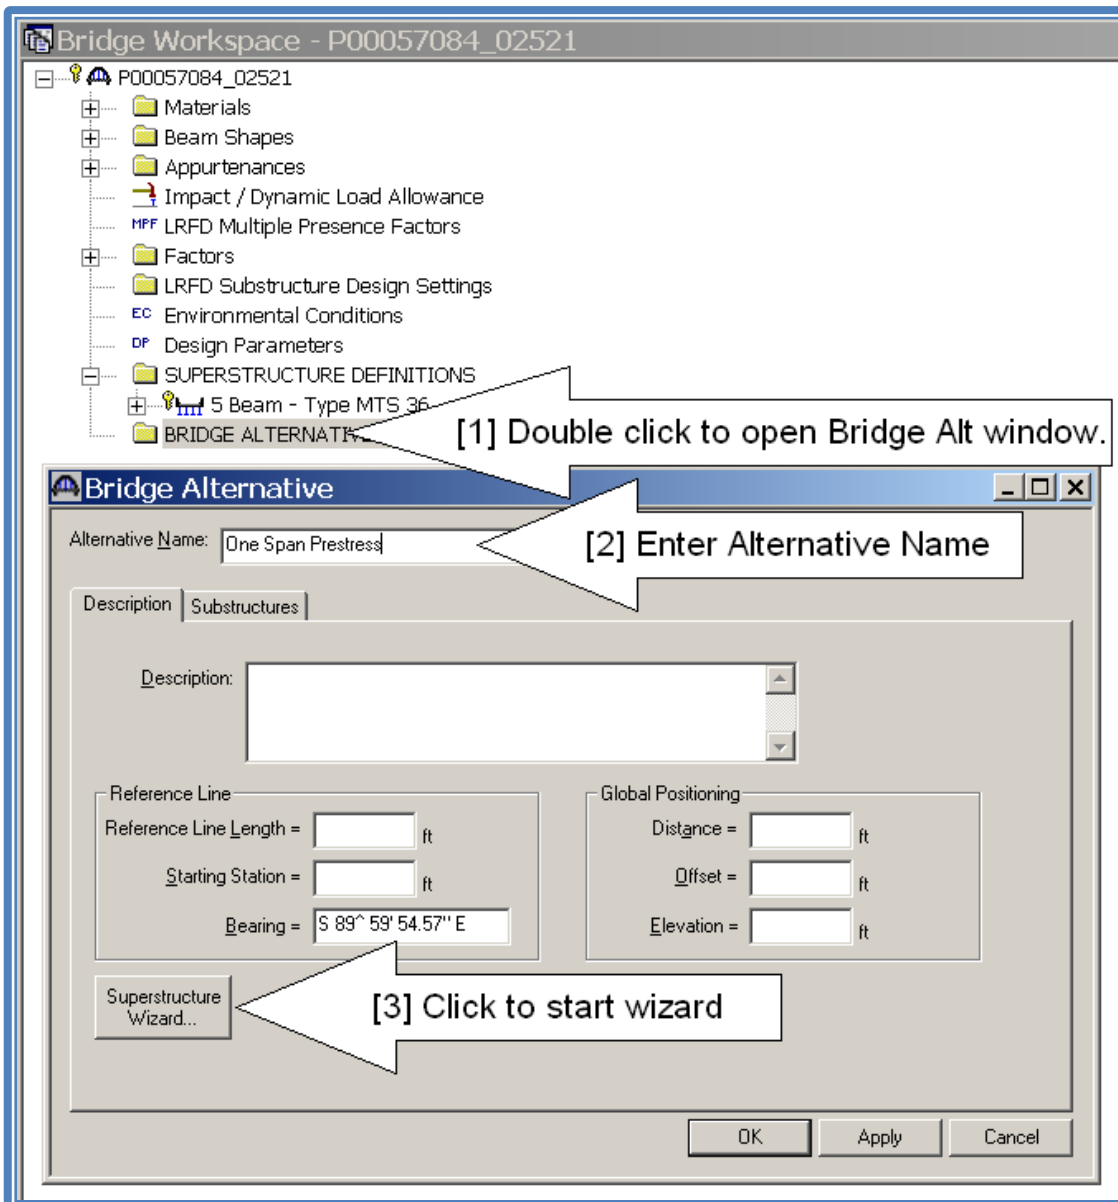 Bridge Workspace - P00057084_02521
P00057084_02521
Materials
Beam Shapes
Appurtenances
Impact / Dynamic Load Allowance
MPF LRFD Multiple Presence Factors
Factors
LRFD Substructure Design Settings
EC Environmental Conditions
DP Design Parameters
SUPERSTRUCTURE DEFINITIONS
5 Beam - Type MTS 36
BRIDGE ALTERNATIV
[1] Double click to open Bridge Alt window.
Bridge Alternative
Alternative Name: One Span Prestress
[2] Enter Alternative Name
Description Substructures
Description:
Reference Line
Reference Line Length = ft
Starting Station = ft
Bearing = S 89^ 59' 54.57'' E
Global Positioning
Distance = ft
Offset = ft
Elevation = ft
Superstructure
Wizard...
[3] Click to start wizard
OK Apply Cancel